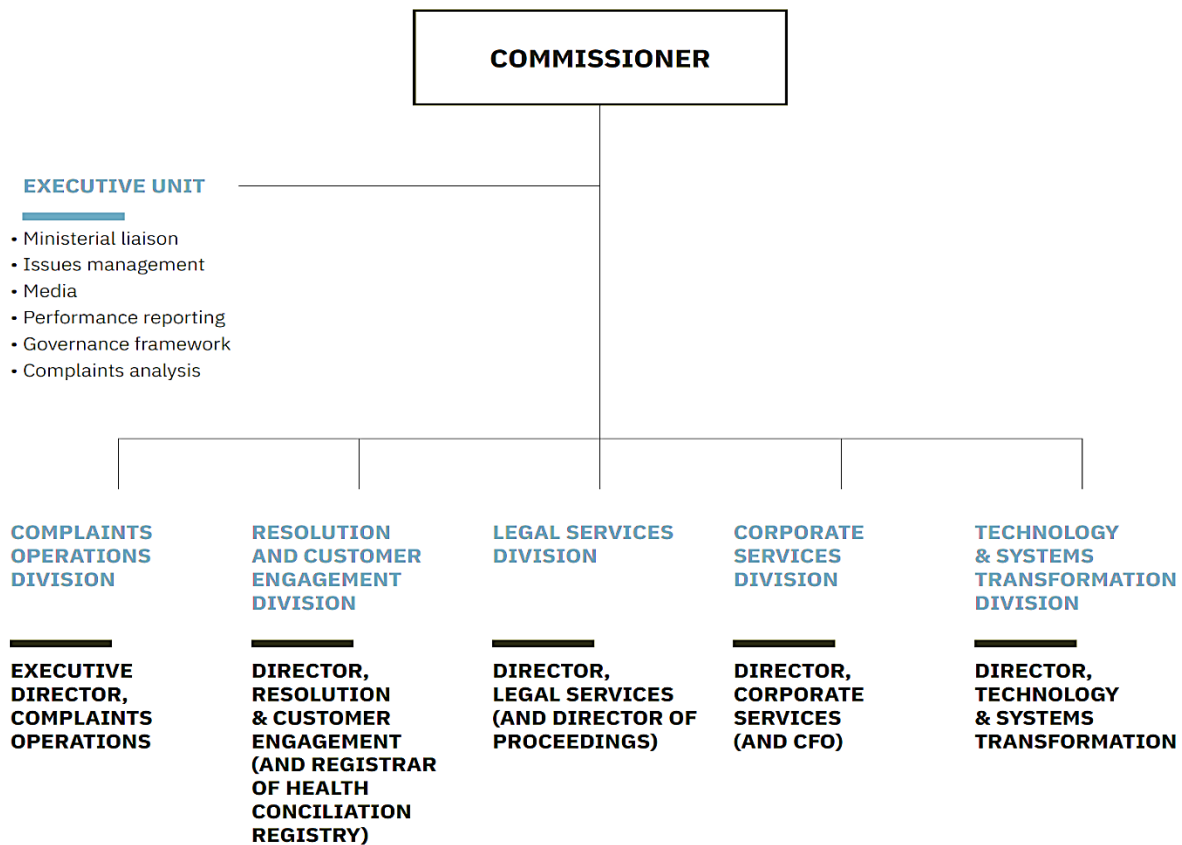 COMMISSIONER
EXECUTIVE UNIT
• Ministerial liaison
• Issues management
• Media
• Performance reporting
• Governance framework
• Complaints analysis
COMPLAINTS
OPERATIONS
DIVISION
EXECUTIVE
DIRECTOR,
COMPLAINTS
OPERATIONS
RESOLUTION
AND CUSTOMER
ENGAGEMENT
DIVISION
DIRECTOR,
RESOLUTION
& CUSTOMER
ENGAGEMENT
(AND REGISTRAR
OF HEALTH
CONCILIATION
REGISTRY)
LEGAL SERVICES
DIVISION
DIRECTOR,
LEGAL SERVICES
(AND DIRECTOR OF
PROCEEDINGS)
CORPORATE
SERVICES
DIVISION
DIRECTOR,
CORPORATE
SERVICES
(AND CFO)
TECHNOLOGY
& SYSTEMS
TRANSFORMATION
DIVISION
DIRECTOR,
TECHNOLOGY
& SYSTEMS
TRANSFORMATION